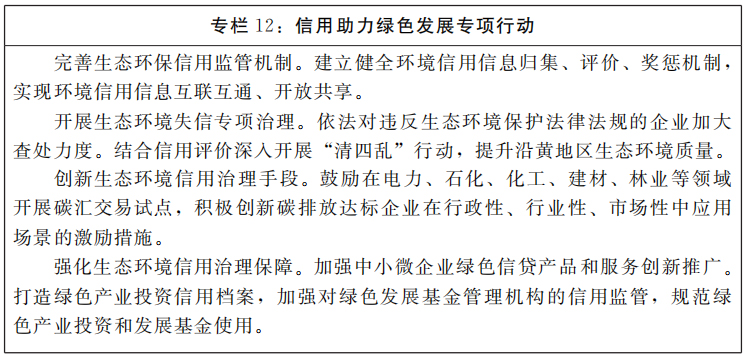 专栏 12：信用助力绿色发展专项行动
完善生态环保信用监管机制。建立健全环境信用信息归集、评价、奖惩机制，
实现环境信用信息互联互通、开放共享。
开展生态环境失信专项治理。依法对违反生态环境保护法律法规的企业加大
查处力度。结合信用评价深入开展“清四乱”行动，提升沿黄地区生态环境质量。
创新生态环境信用治理手段。鼓励在电力、石化、化工、建材、林业等领域
开展碳汇交易试点，积极创新碳排放达标企业在行政性、行业性、市场性中应用
场景的激励措施。
强化生态环境信用治理保障。加强中小微企业绿色信贷产品和服务创新推广。
打造绿色产业投资信用档案，加强对绿色发展基金管理机构的信用监管，规范绿
色产业投资和发展基金使用。